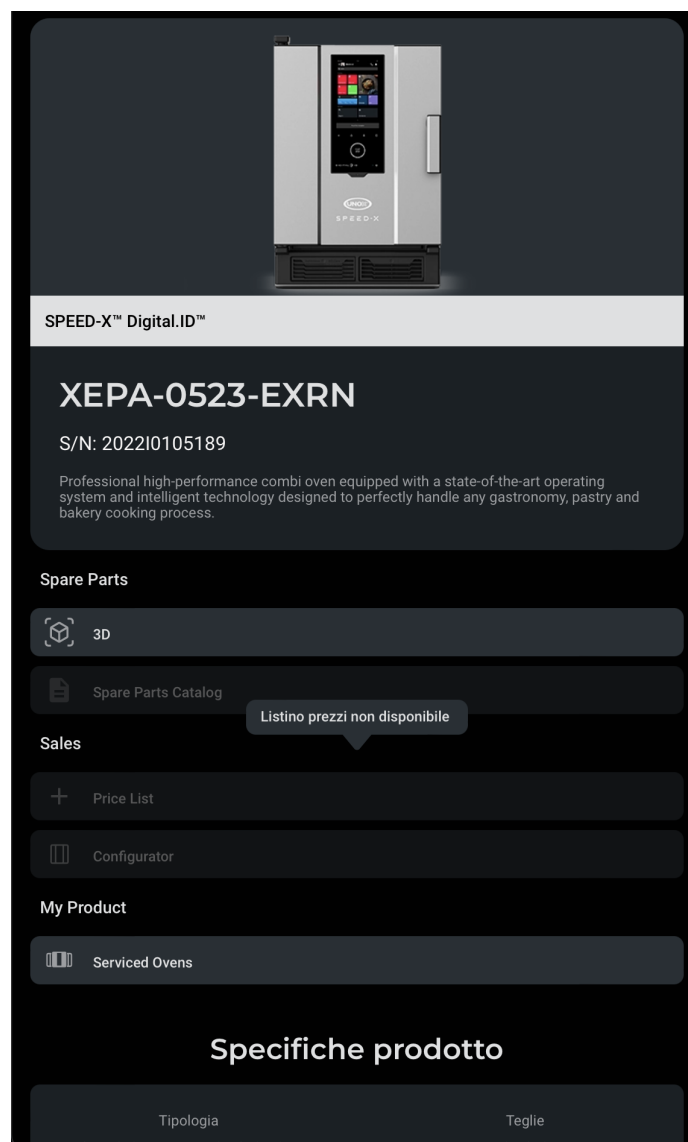 UNOX
SPEED-X
SPEED-X™ Digital.ID™
XEPA-0523-EXRN
S/N: 2022I0105189
Professional high-performance combi oven equipped with a state-of-the-art operating
system and intelligent technology designed to perfectly handle any gastronomy, pastry and
bakery cooking process.
Spare Parts
3D
Spare Parts Catalog
Listino prezzi non disponibile
Sales
Price List
Configurator
My Product
Serviced Ovens
Specifiche prodotto
Tipologia
Teglie